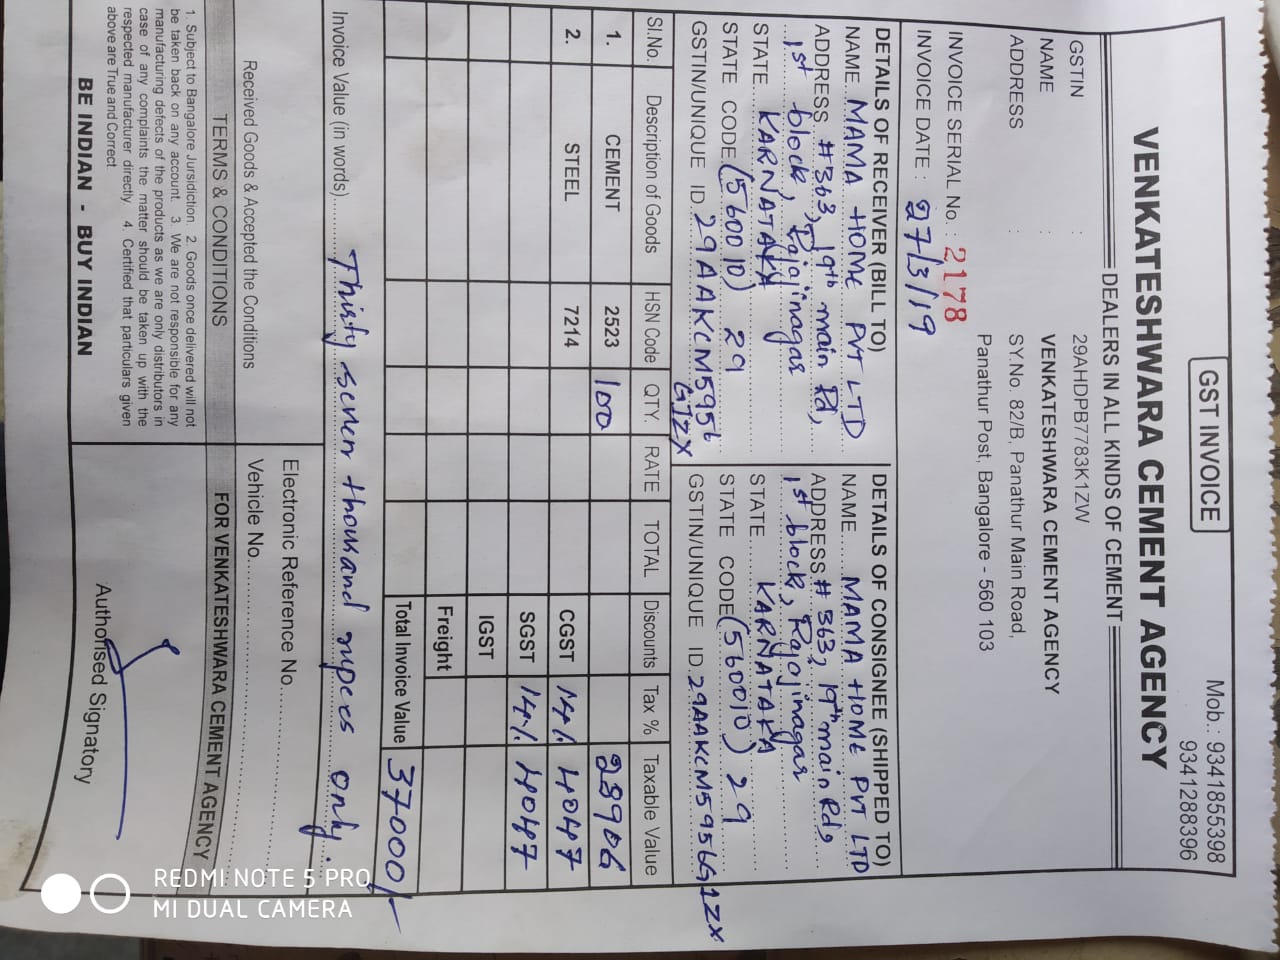 GST INVOICE
Mob.: 9341855398
9341288396
VENKATESHWARA CEMENT AGENCY
DEALERS IN ALL KINDS OF CEMENT
GSTIN : 29AHDPB7783K1ZW
NAME : VENKATESHWARA CEMENT AGENCY
ADDRESS : SY.No. 82/B, Panathur Main Road,
Panathur Post, Bangalore - 560 103
INVOICE SERIAL No. : 2178
INVOICE DATE : 27/3/19
DETAILS OF RECEIVER (BILL TO)
NAME MAMA HOME PVT LTD
ADDRESS #363, 19th main Rd,
1st block, Rajajinagar
STATE KARNATAKA
STATE CODE (560010) 29
GSTIN/UNIQUE ID 29AAKCM5956
G1ZX
DETAILS OF CONSIGNEE (SHIPPED TO)
NAME MAMA HOME PVT LTD
ADDRESS #363, 19th main Rd,
1st block, Rajajinagar
STATE KARNATAKA
STATE CODE (560010) 29
GSTIN/UNIQUE ID 29AAKCM5956G1ZX
Sl.No. Description of Goods HSN Code QTY. RATE TOTAL Discounts Tax % Taxable Value
1. CEMENT 2523 100 28906
2. STEEL 7214 CGST 14% 4047
SGST 14% 4047
IGST
Freight
Total Invoice Value 37000/-
Invoice Value (in words) Thirty seven thousand rupees only.
Received Goods & Accepted the Conditions
Electronic Reference No.
Vehicle No.
TERMS & CONDITIONS
1. Subject to Bangalore Jursidiction. 2. Goods once delivered will not
be taken back on any account. 3. We are not responsible for any
manufacturing defects of the products as we are only distributors in
case of any complaints the matter should be taken up with the
respected manufacturer directly. 4. Certified that particulars given
above are True and Correct
BE INDIAN - BUY INDIAN
FOR VENKATESHWARA CEMENT AGENCY
Authorised Signatory
REDMI NOTE 5 PRO
MI DUAL CAMERA